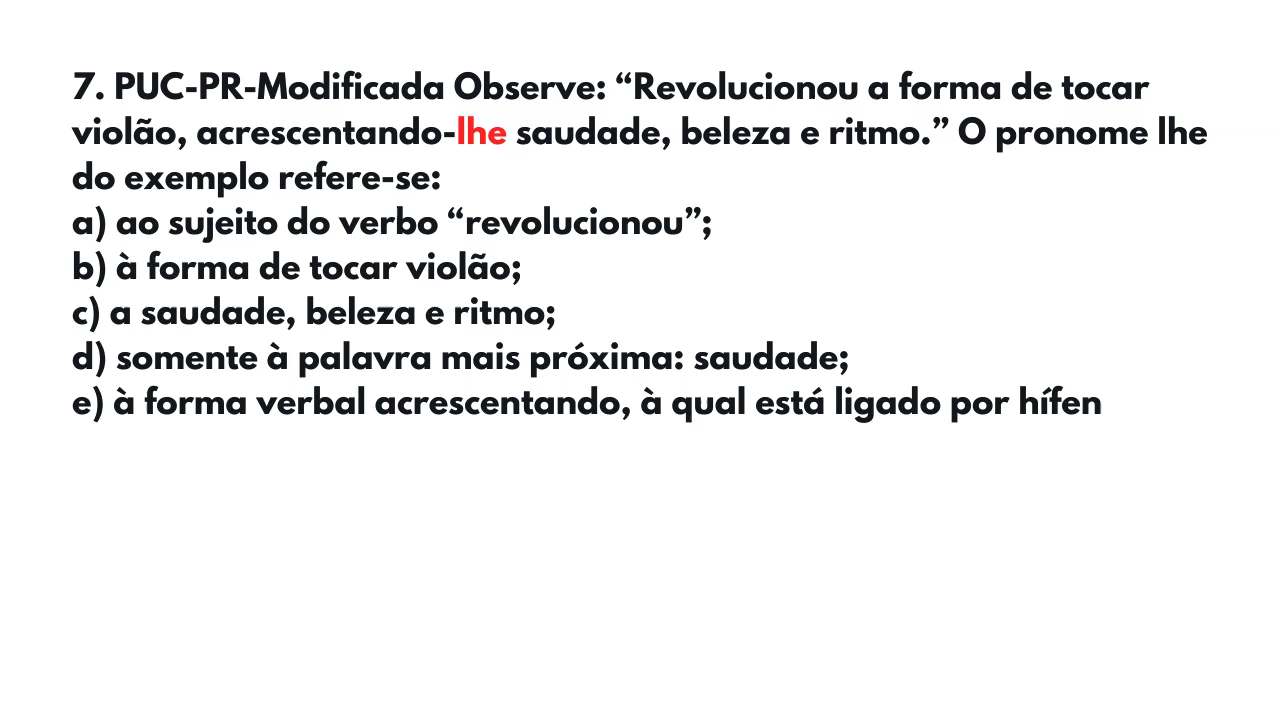 7. PUC-PR-Modificada Observe: “Revolucionou a forma de tocar
violão, acrescentando-lhe saudade, beleza e ritmo.” O pronome lhe
do exemplo refere-se:
a) ao sujeito do verbo “revolucionou”;
b) à forma de tocar violão;
c) a saudade, beleza e ritmo;
d) somente à palavra mais próxima: saudade;
e) à forma verbal acrescentando, à qual está ligado por hífen